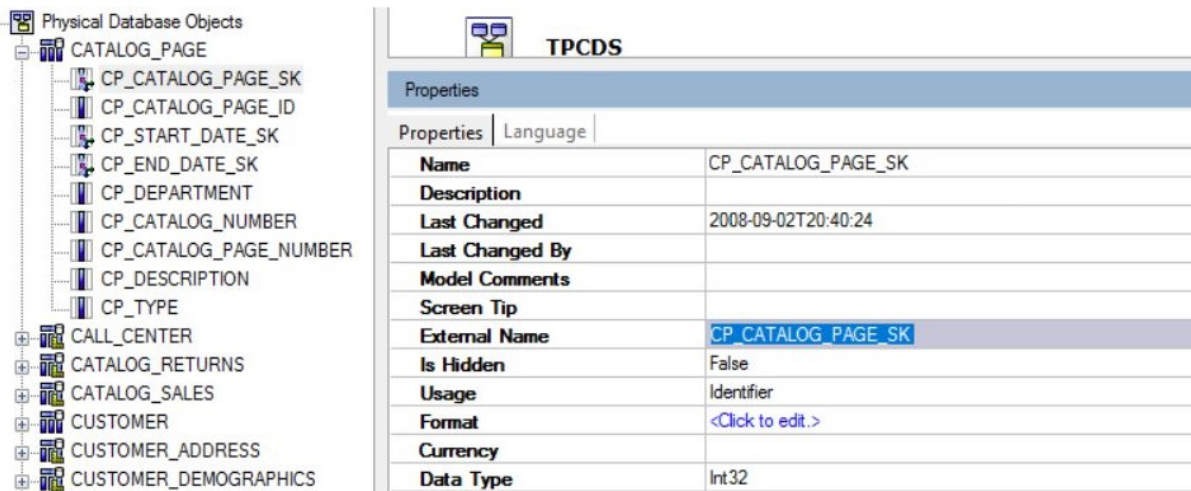 Physical Database Objects
CATALOG_PAGE
CP_CATALOG_PAGE_SK
CP_CATALOG_PAGE_ID
CP_START_DATE_SK
CP_END_DATE_SK
CP_DEPARTMENT
CP_CATALOG_NUMBER
CP_CATALOG_PAGE_NUMBER
CP_DESCRIPTION
CP_TYPE
CALL_CENTER
CATALOG_RETURNS
CATALOG_SALES
CUSTOMER
CUSTOMER_ADDRESS
CUSTOMER_DEMOGRAPHICS
TPCDS
Properties
Properties Language
Name CP_CATALOG_PAGE_SK
Description
Last Changed 2008-09-02T20:40:24
Last Changed By
Model Comments
Screen Tip
External Name CP_CATALOG_PAGE_SK
Is Hidden False
Usage Identifier
Format <Click to edit.>
Currency
Data Type Int32